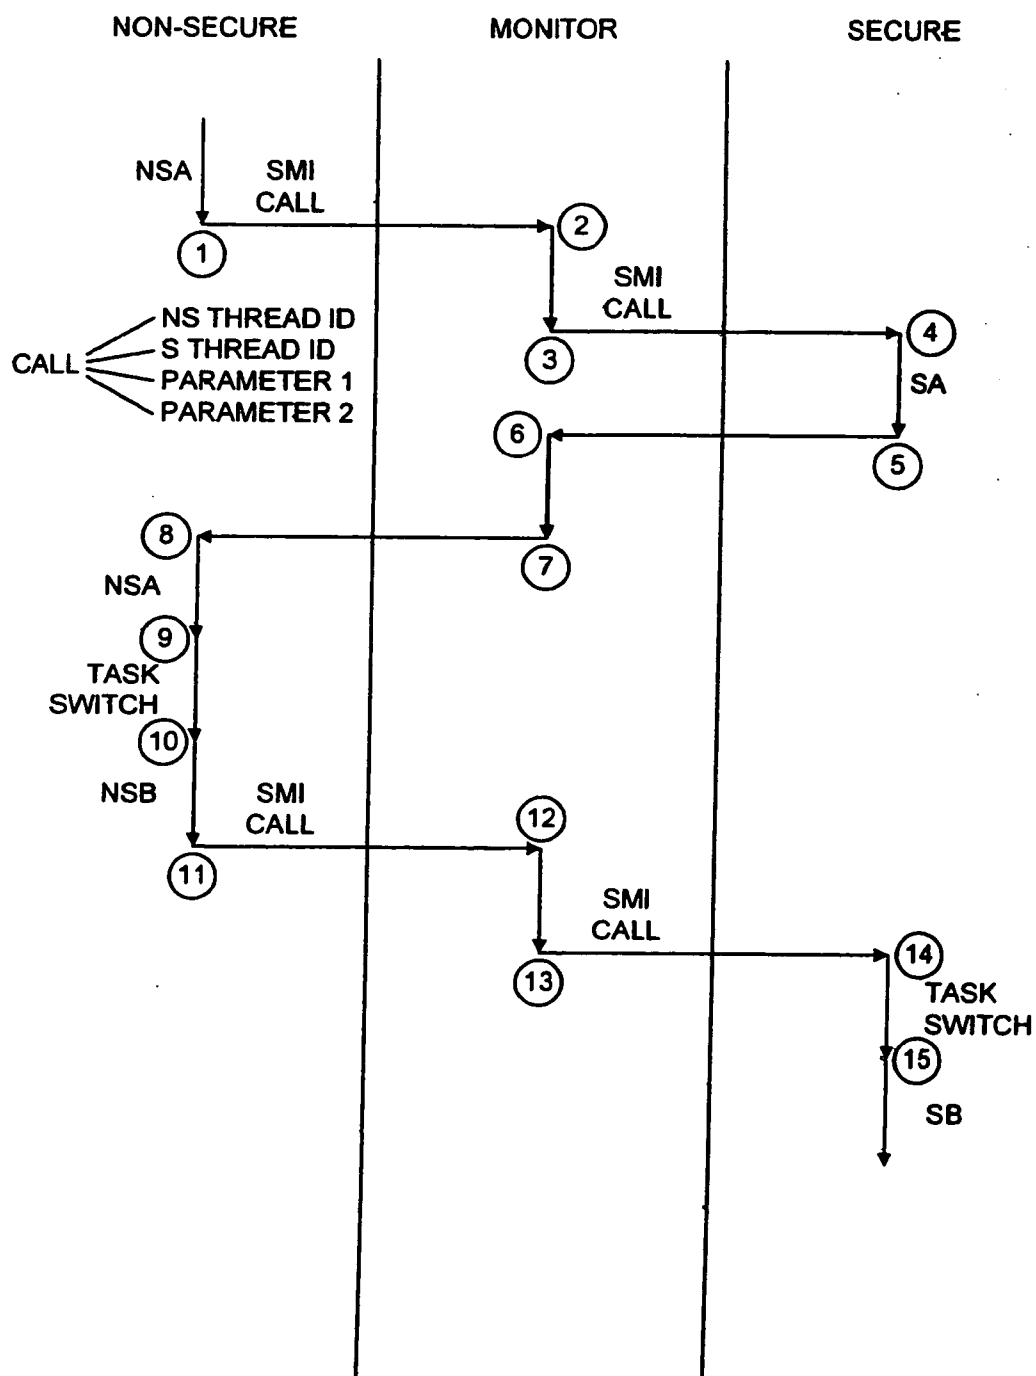 NON-SECURE MONITOR SECURE
NSA
SMI
CALL
1
2
SMI
CALL
3
4
SA
CALL
NS THREAD ID
S THREAD ID
PARAMETER 1
PARAMETER 2
5
6
7
8
NSA
9
TASK
SWITCH
10
NSB
SMI
CALL
11
12
SMI
CALL
13
14
TASK
SWITCH
15
SB